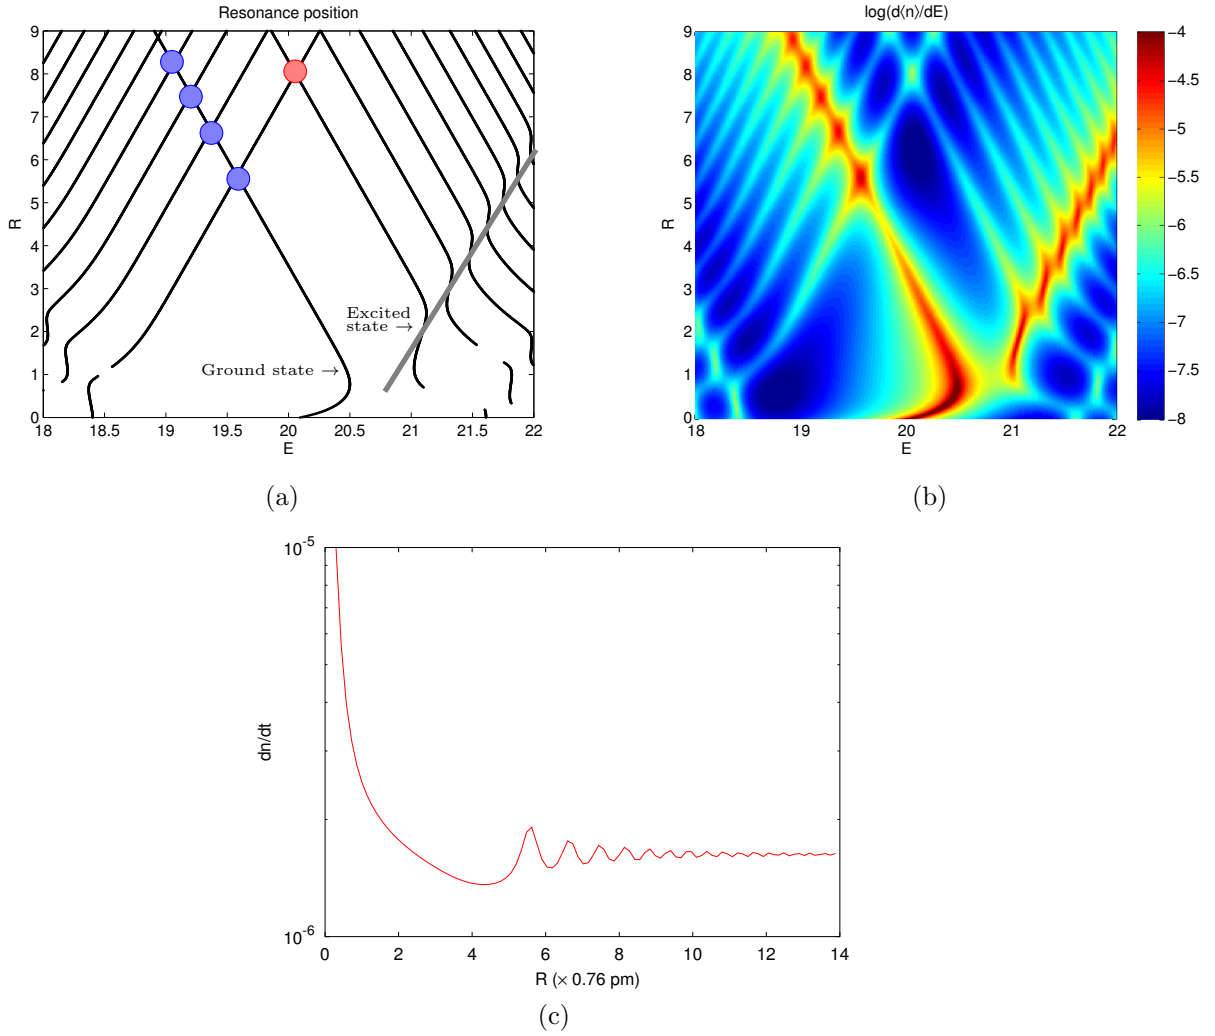 Resonance position
9
8
7
6
5
4
3
2
1
0
R
18 18.5 19 19.5 20 20.5 21 21.5 22
E
Excited
state →
Ground state →
(a)
log(d⟨n⟩/dE)
9
8
7
6
5
4
3
2
1
0
R
18 19 20 21 22
E
−4
−4.5
−5
−5.5
−6
−6.5
−7
−7.5
−8
(b)
10-5
10-6
dn/dt
0 2 4 6 8 10 12 14
R (× 0.76 pm)
(c)